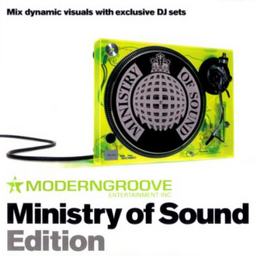 Mix dynamic visuals with exclusive DJ sets
MINISTRY OF SOUND
MODERNGROOVE
ENTERTAINMENT INC
Ministry of Sound
Edition